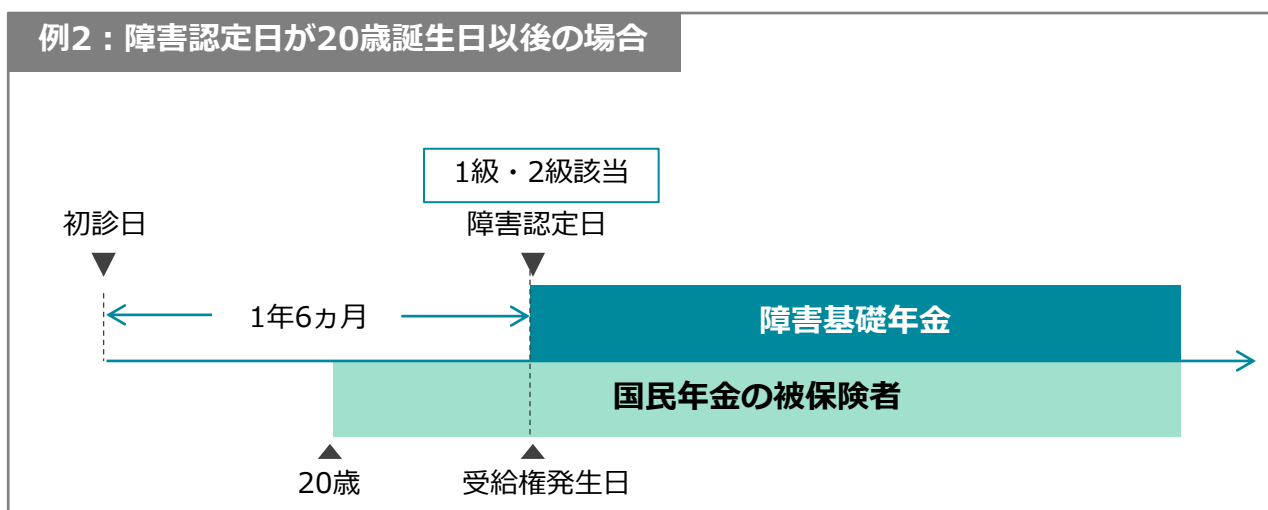 例2：障害認定日が20歳誕生日以後の場合
1級・2級該当
初診日
障害認定日
1年6ヵ月
障害基礎年金
国民年金の被保険者
20歳
受給権発生日